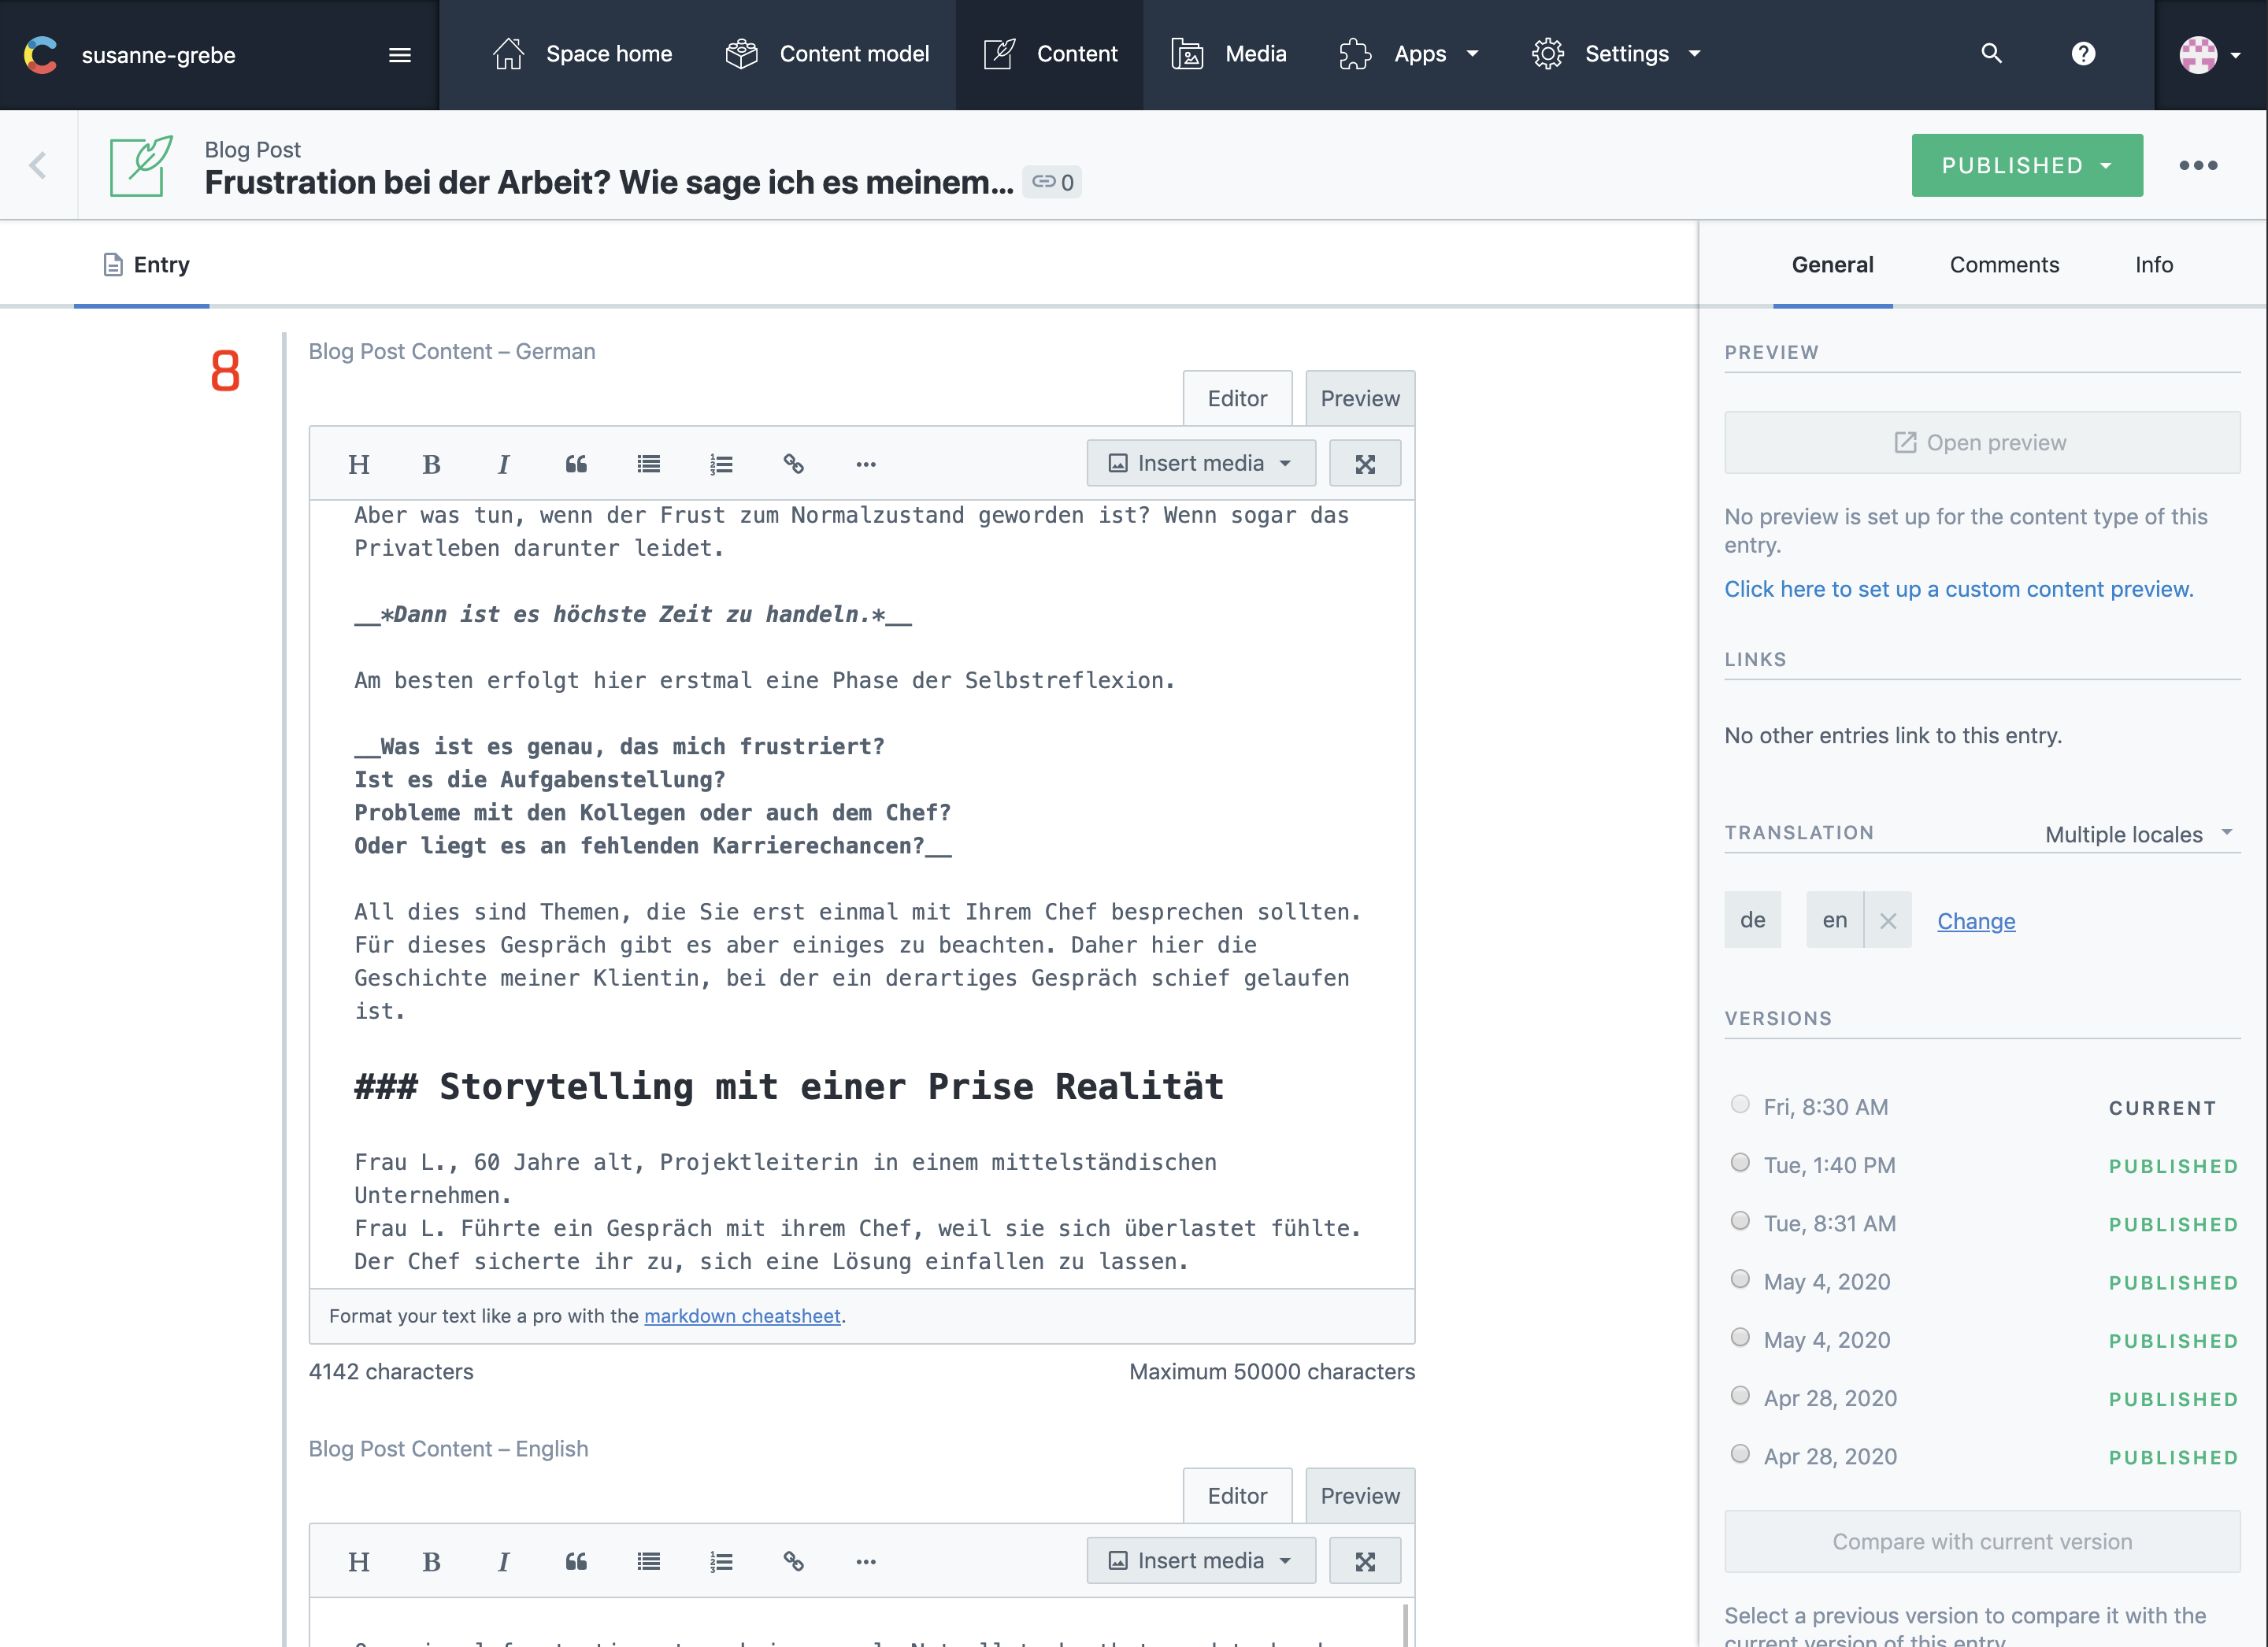 susanne-grebe
Space home
Content model
Content
Media
Apps
Settings
Blog Post
Frustration bei der Arbeit? Wie sage ich es meinem...
0
PUBLISHED
Entry
General
Comments
Info
8
Blog Post Content – German
Editor
Preview
H B I
Insert media
Aber was tun, wenn der Frust zum Normalzustand geworden ist? Wenn sogar das
Privatleben darunter leidet.
__*Dann ist es höchste Zeit zu handeln.*__
Am besten erfolgt hier erstmal eine Phase der Selbstreflexion.
__Was ist es genau, das mich frustriert?
Ist es die Aufgabenstellung?
Probleme mit den Kollegen oder auch dem Chef?
Oder liegt es an fehlenden Karrierechancen?__
All dies sind Themen, die Sie erst einmal mit Ihrem Chef besprechen sollten.
Für dieses Gespräch gibt es aber einiges zu beachten. Daher hier die
Geschichte meiner Klientin, bei der ein derartiges Gespräch schief gelaufen
ist.
### Storytelling mit einer Prise Realität
Frau L., 60 Jahre alt, Projektleiterin in einem mittelständischen
Unternehmen.
Frau L. Führte ein Gespräch mit ihrem Chef, weil sie sich überlastet fühlte.
Der Chef sicherte ihr zu, sich eine Lösung einfallen zu lassen.
Format your text like a pro with the markdown cheatsheet.
4142 characters
Maximum 50000 characters
Blog Post Content – English
Editor
Preview
H B I
Insert media
PREVIEW
Open preview
No preview is set up for the content type of this
entry.
Click here to set up a custom content preview.
LINKS
No other entries link to this entry.
TRANSLATION
Multiple locales
de
en
Change
VERSIONS
Fri, 8:30 AM CURRENT
Tue, 1:40 PM PUBLISHED
Tue, 8:31 AM PUBLISHED
May 4, 2020 PUBLISHED
May 4, 2020 PUBLISHED
Apr 28, 2020 PUBLISHED
Apr 28, 2020 PUBLISHED
Compare with current version
Select a previous version to compare it with the
current version of this entry